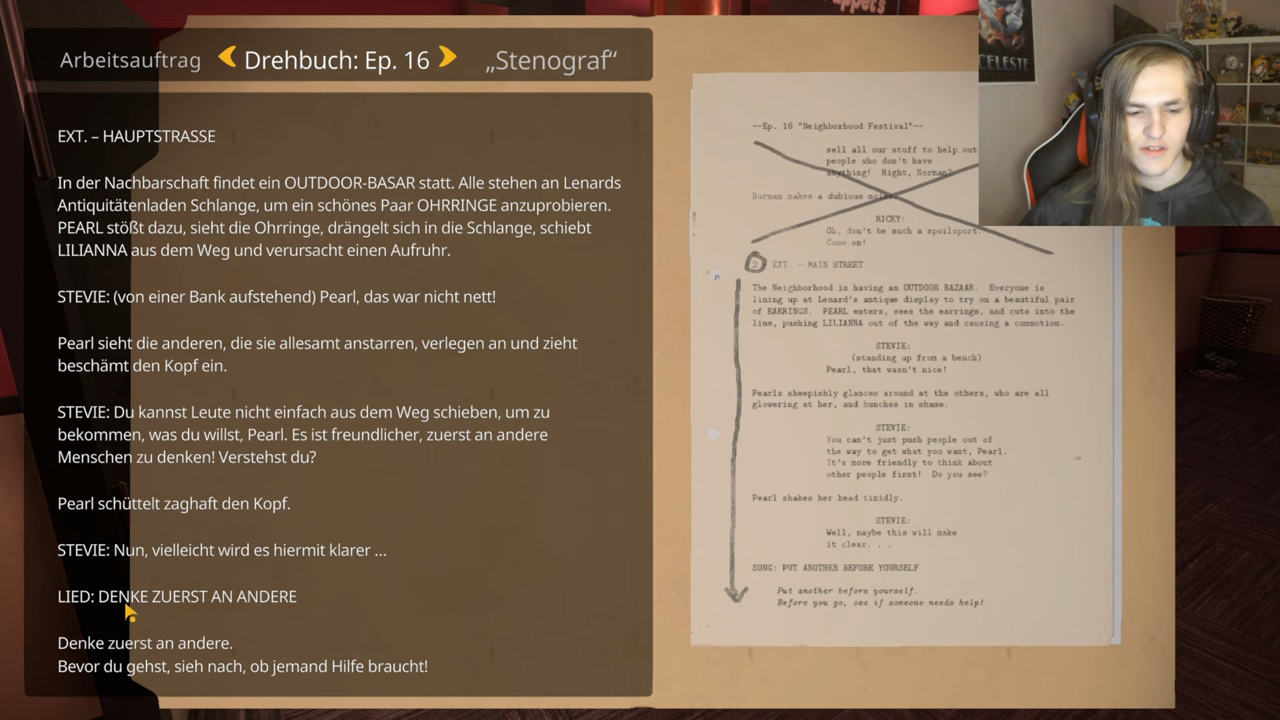 Puppets
CELESTE
Arbeitsauftrag Drehbuch: Ep. 16 „Stenograf“
EXT. – HAUPTSTRASSE
In der Nachbarschaft findet ein OUTDOOR-BASAR statt. Alle stehen an Lenards
Antiquitätenladen Schlange, um ein schönes Paar OHRRINGE anzuprobieren.
PEARL stößt dazu, sieht die Ohrringe, drängelt sich in die Schlange, schiebt
LILIANNA aus dem Weg und verursacht einen Aufruhr.
STEVIE: (von einer Bank aufstehend) Pearl, das war nicht nett!
Pearl sieht die anderen, die sie allesamt anstarren, verlegen an und zieht
beschämt den Kopf ein.
STEVIE: Du kannst Leute nicht einfach aus dem Weg schieben, um zu
bekommen, was du willst, Pearl. Es ist freundlicher, zuerst an andere
Menschen zu denken! Verstehst du?
Pearl schüttelt zaghaft den Kopf.
STEVIE: Nun, vielleicht wird es hiermit klarer ...
LIED: DENKE ZUERST AN ANDERE
Denke zuerst an andere.
Bevor du gehst, sieh nach, ob jemand Hilfe braucht!
--Ep. 16 "Neighborhood Festival"--
sell all our stuff to help out
people who don't have
anything! Right, Norman?
Norman makes a dubious noise.
RICKY:
Oh, don't be such a spoilsport.
Come on!
2 EXT. - MAIN STREET
The Neighborhood is having an OUTDOOR BAZAAR. Everyone is
lining up at Lenard's antique display to try on a beautiful pair
of EARRINGS. PEARL enters, sees the earrings, and cuts into the
line, pushing LILIANNA out of the way and causing a commotion.
STEVIE:
(standing up from a bench)
Pearl, that wasn't nice!
Pearls sheepishly glances around at the others, who are all
glowering at her, and hunches in shame.
STEVIE:
You can't just push people out of
the way to get what you want, Pearl.
It's more friendly to think about
other people first! Do you see?
Pearl shakes her head timidly.
STEVIE:
Well, maybe this will make
it clear. . .
SONG: PUT ANOTHER BEFORE YOURSELF
Put another before yourself.
Before you go, see if someone needs help!